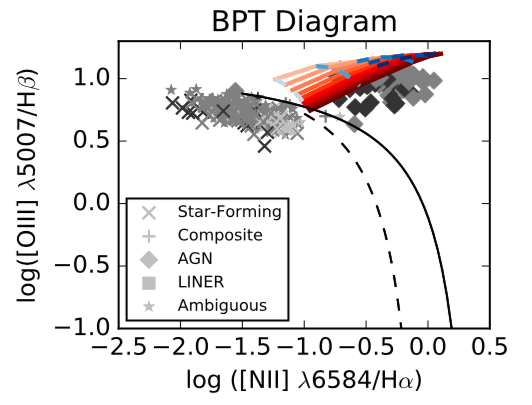 BPT Diagram
log([OIII] λ5007/Hβ)
1.0
0.5
0.0
−0.5
−1.0
Star-Forming
Composite
AGN
LINER
Ambiguous
−2.5 −2.0 −1.5 −1.0 −0.5 0.0 0.5
log ([NII] λ6584/Hα)